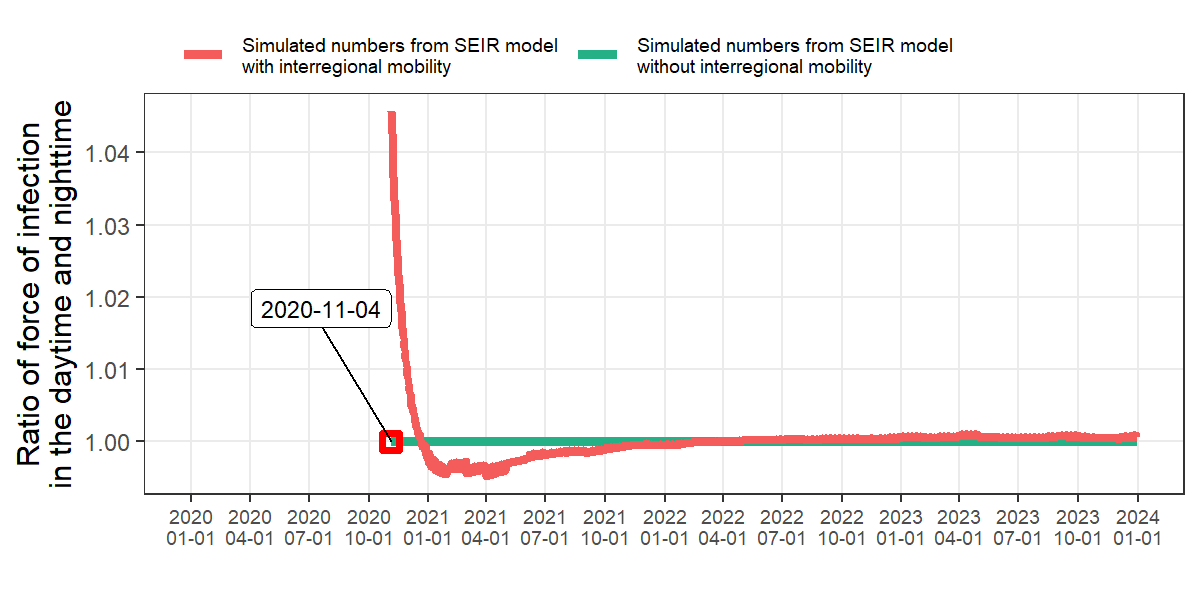 Simulated numbers from SEIR model
with interregional mobility
Simulated numbers from SEIR model
without interregional mobility
Ratio of force of infection
in the daytime and nighttime
1.04
1.03
1.02
1.01
1.00
2020-11-04
2020 2020 2020 2020 2021 2021 2021 2021 2022 2022 2022 2022 2023 2023 2023 2023 2024
01-01 04-01 07-01 10-01 01-01 04-01 07-01 10-01 01-01 04-01 07-01 10-01 01-01 04-01 07-01 10-01 01-01